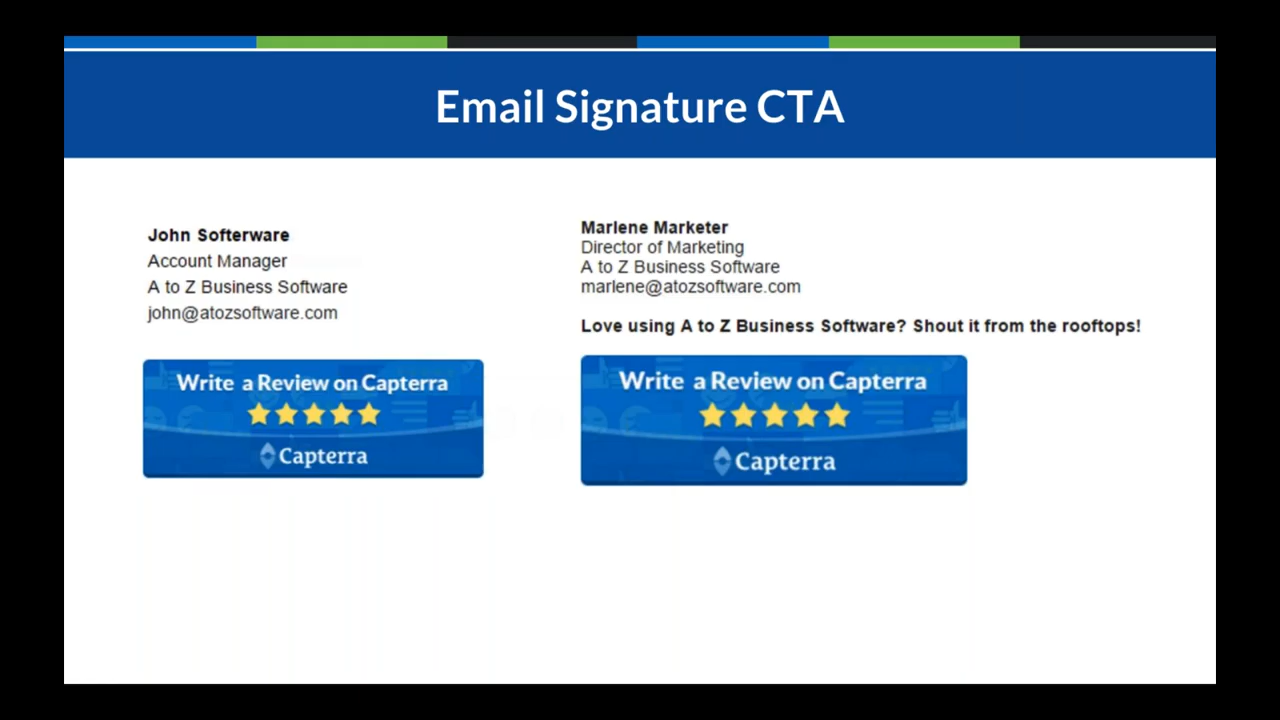 Email Signature CTA
John Softerware
Account Manager
A to Z Business Software
john@atozsoftware.com
Write a Review on Capterra
Capterra
Marlene Marketer
Director of Marketing
A to Z Business Software
marlene@atozsoftware.com
Love using A to Z Business Software? Shout it from the rooftops!
Write a Review on Capterra
Capterra